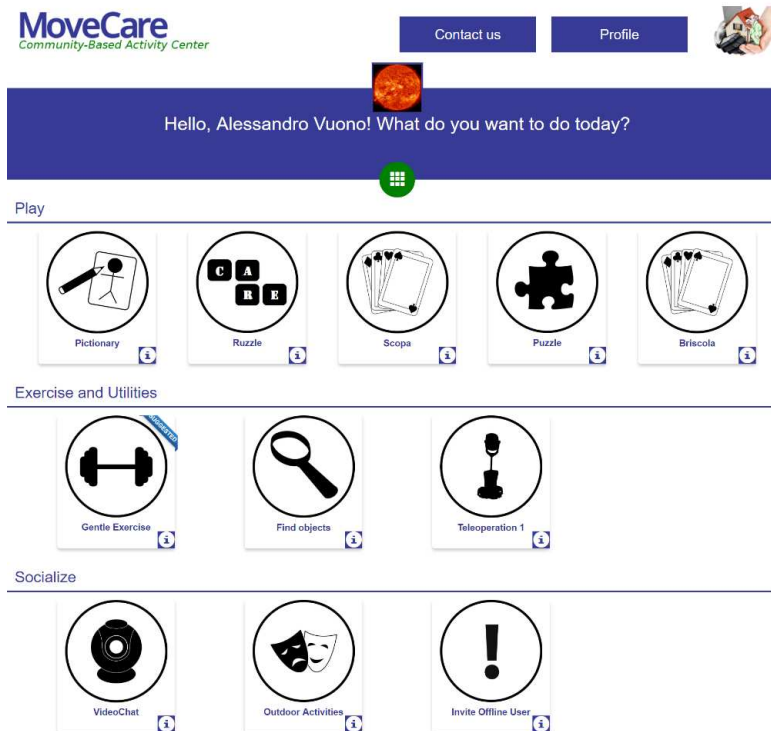 MoveCare
Community-Based Activity Center
Contact us
Profile
Hello, Alessandro Vuono! What do you want to do today?
Play
C A
R E
Pictionary
Ruzzle
Scopa
Puzzle
Briscola
Exercise and Utilities
SUGGESTED
Gentle Exercise
Find objects
Teleoperation 1
Socialize
VideoChat
Outdoor Activities
Invite Offline User